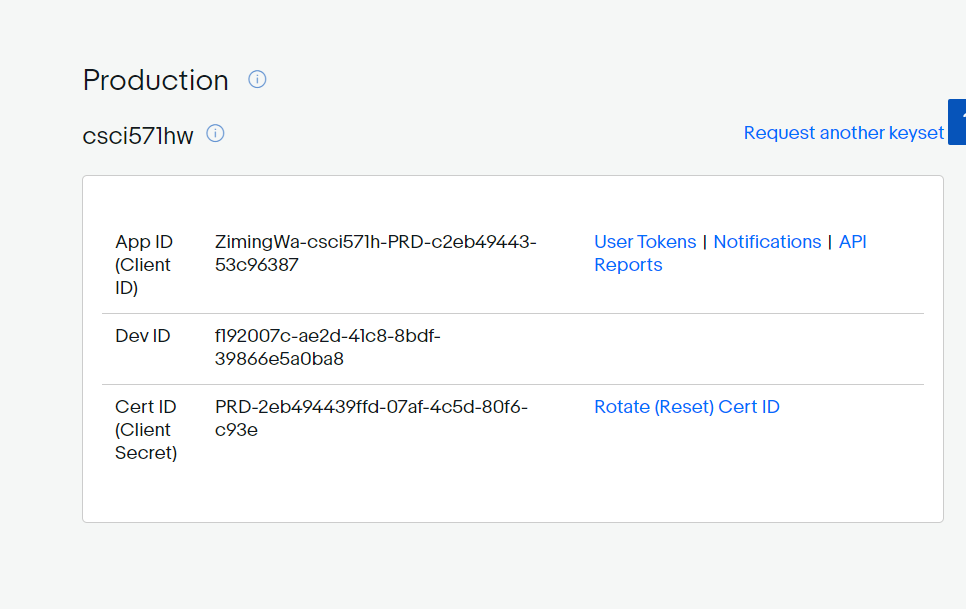 Production
csci571hw
Request another keyset
App ID
(Client
ID)
ZimingWa-csci571h-PRD-c2eb49443-
53c96387
User Tokens | Notifications | API
Reports
Dev ID
f192007c-ae2d-41c8-8bdf-
39866e5a0ba8
Cert ID
(Client
Secret)
PRD-2eb494439ffd-07af-4c5d-80f6-
c93e
Rotate (Reset) Cert ID